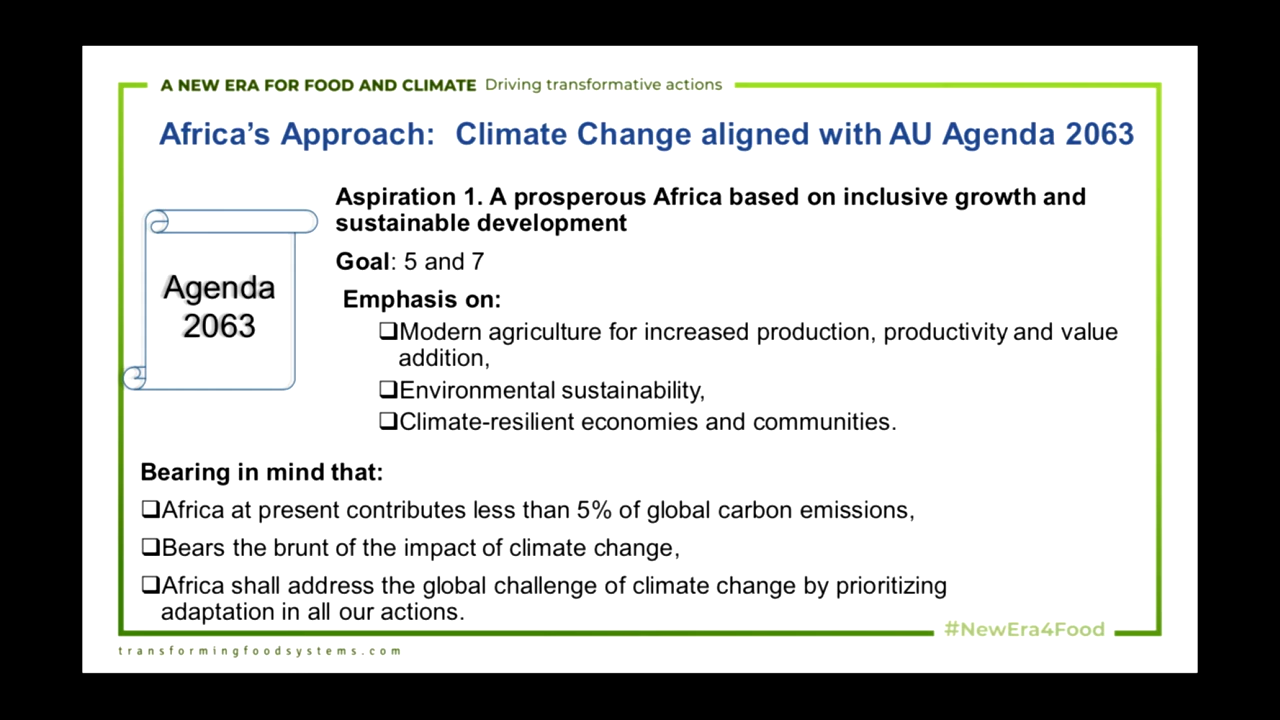 A NEW ERA FOR FOOD AND CLIMATE Driving transformative actions
Africa's Approach: Climate Change aligned with AU Agenda 2063
Agenda
2063
Aspiration 1. A prosperous Africa based on inclusive growth and
sustainable development
Goal: 5 and 7
Emphasis on:
❑Modern agriculture for increased production, productivity and value
addition,
❑Environmental sustainability,
❑Climate-resilient economies and communities.
Bearing in mind that:
❑Africa at present contributes less than 5% of global carbon emissions,
❑Bears the brunt of the impact of climate change,
❑Africa shall address the global challenge of climate change by prioritizing
adaptation in all our actions.
#NewEra4Food
transformingfoodsystems.com